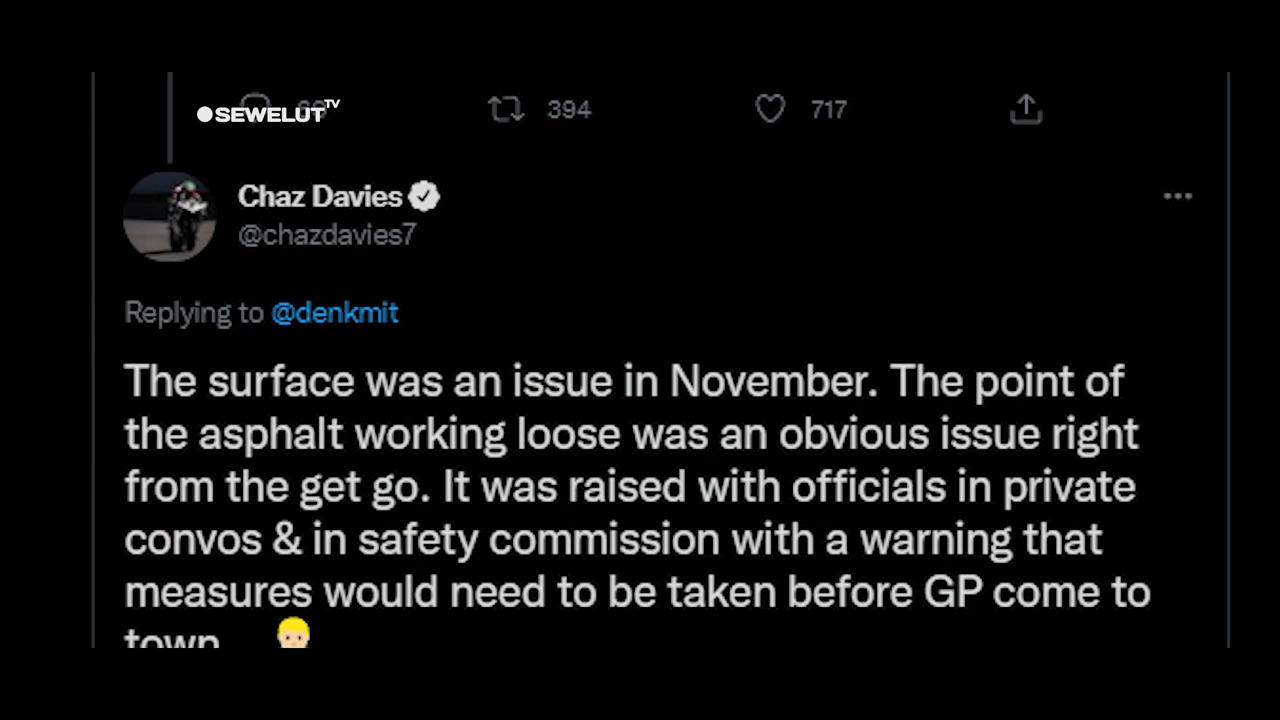 SEWELUT TV
394
717
Chaz Davies
@chazdavies7
Replying to @denkmit
The surface was an issue in November. The point of
the asphalt working loose was an obvious issue right
from the get go. It was raised with officials in private
convos & in safety commission with a warning that
measures would need to be taken before GP come to
town